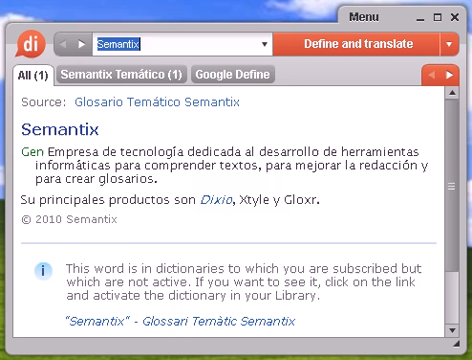 Menu
di
Semantix
Define and translate
All (1)
Semantix Temático (1)
Google Define
Source: Glosario Temático Semantix
Semantix
Gen Empresa de tecnología dedicada al desarrollo de herramientas
informáticas para comprender textos, para mejorar la redacción y
para crear glosarios.
Su principales producten son Dixio, Xtyle y Gloxr.
© 2010 Semantix
i
This word is in dictionaries to which you are subscribed but
which are not active. If you want to see it, click on the link
and activate the dictionary in your Library.
"Semantix" - Glossari Temàtic Semantix